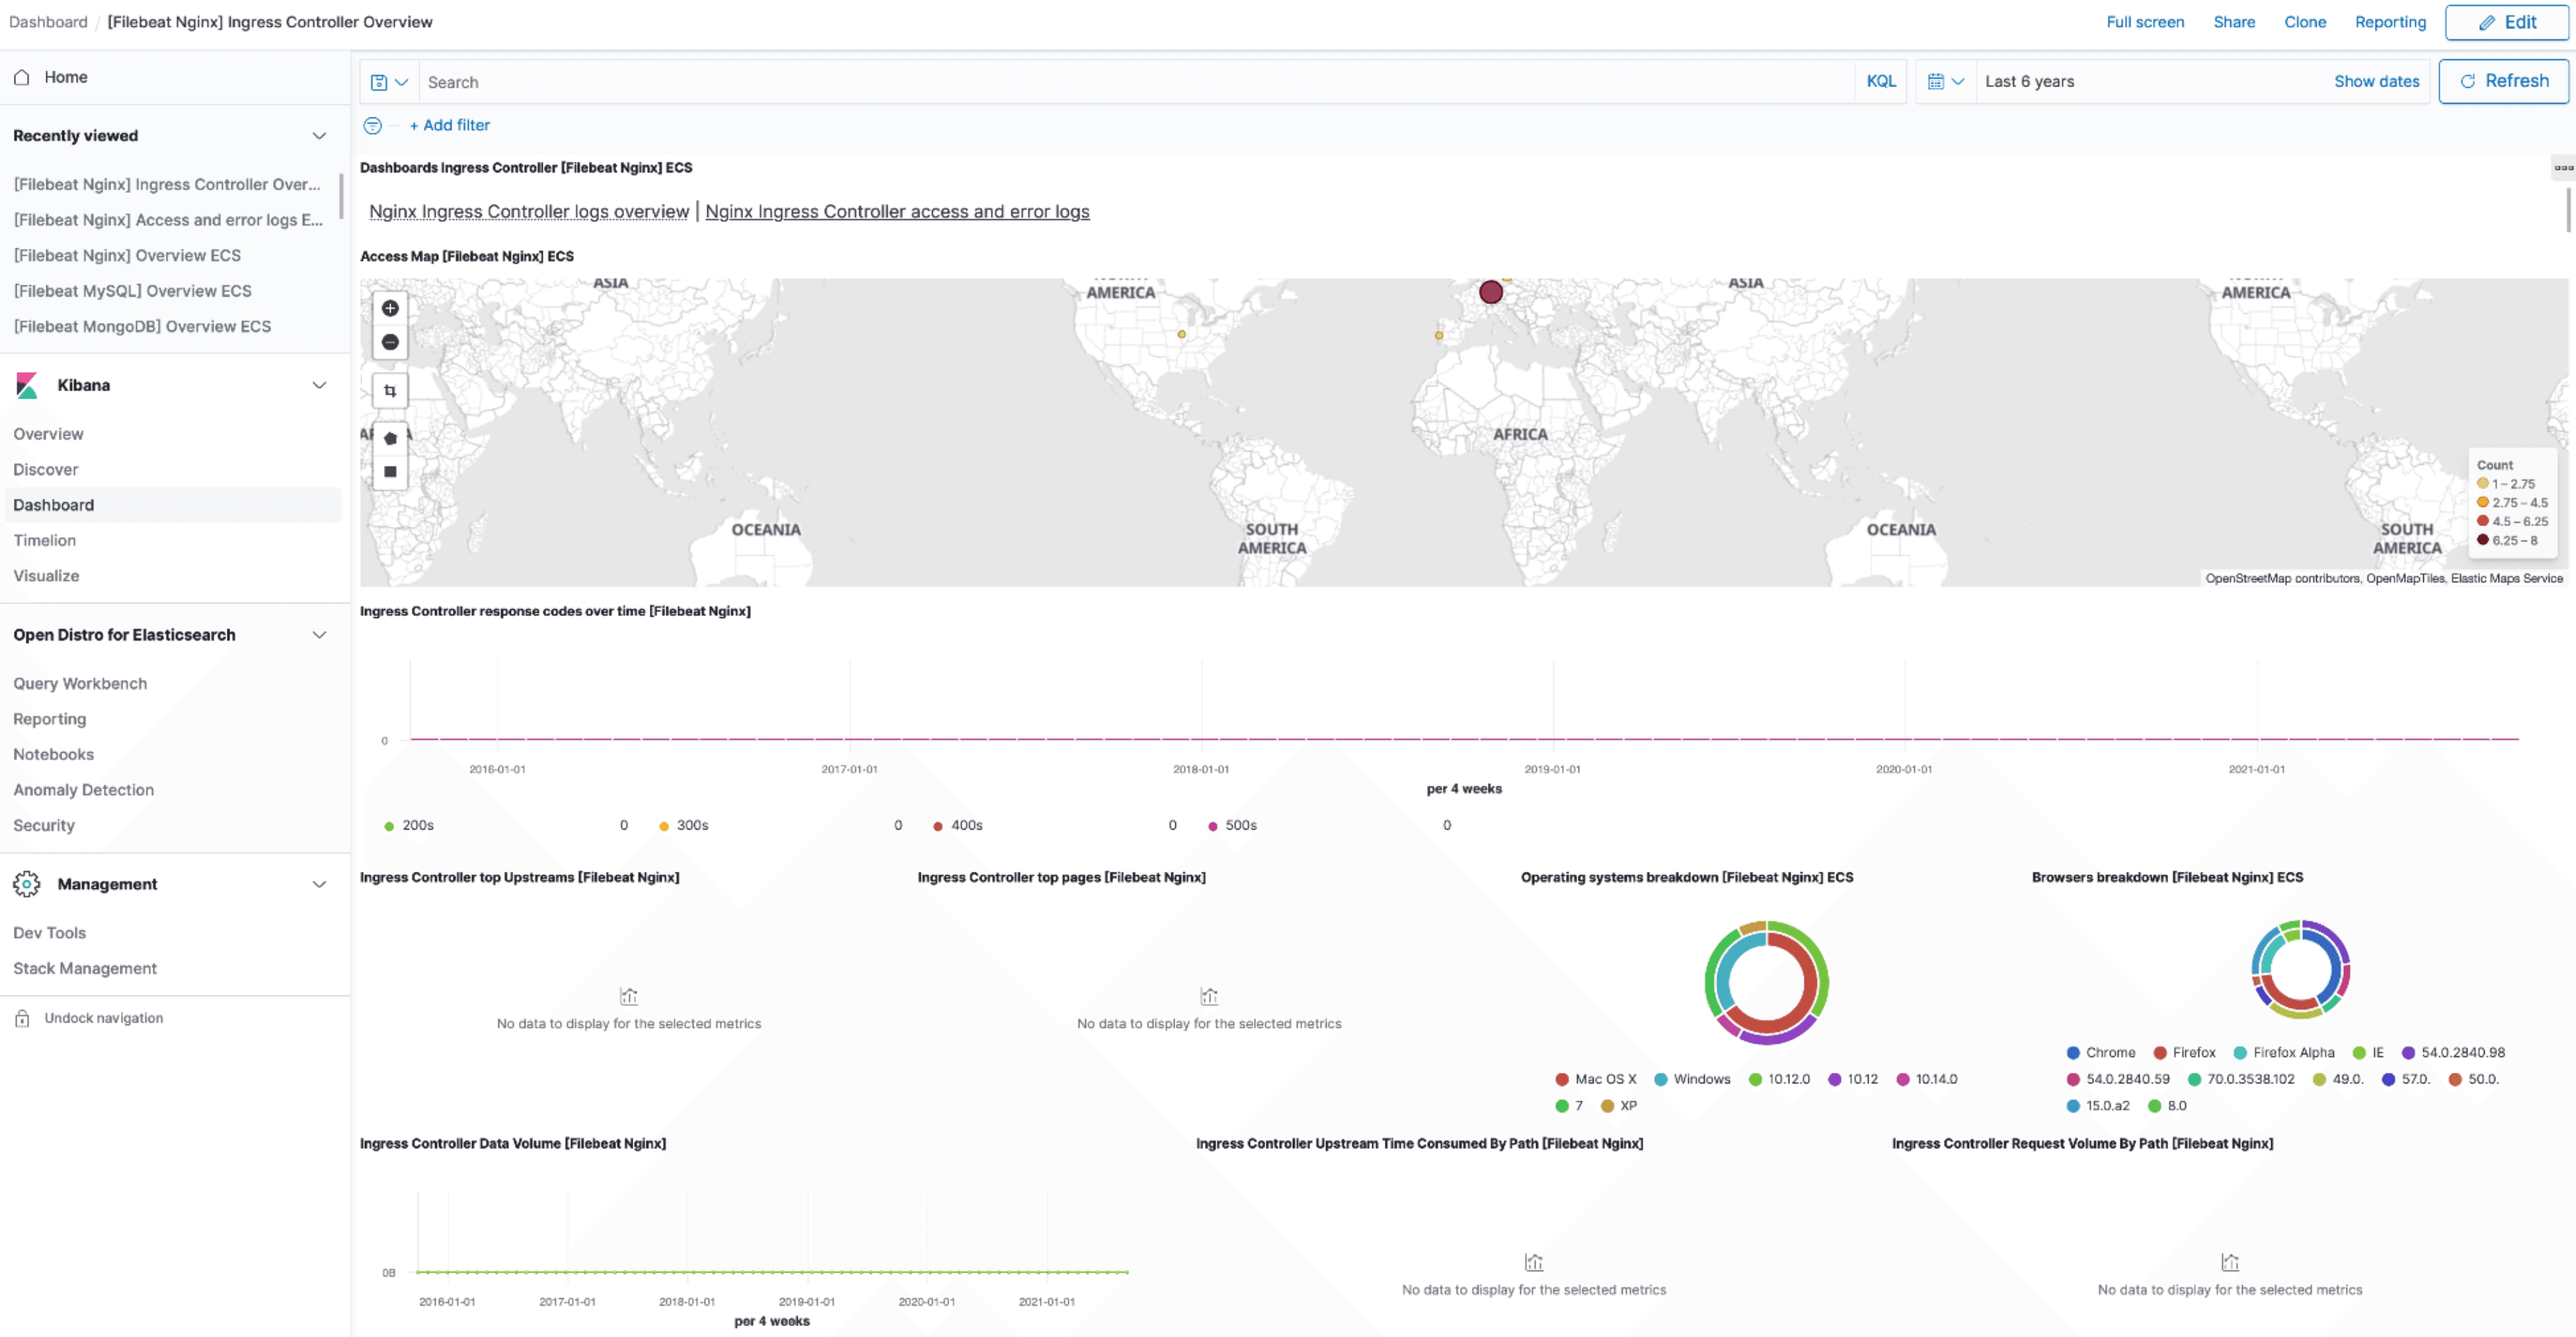 Dashboard / [Filebeat Nginx] Ingress Controller Overview
Full screen Share Clone Reporting Edit
Home
Recently viewed
[Filebeat Nginx] Ingress Controller Over...
[Filebeat Nginx] Access and error logs E...
[Filebeat Nginx] Overview ECS
[Filebeat MySQL] Overview ECS
[Filebeat MongoDB] Overview ECS
Kibana
Overview
Discover
Dashboard
Timelion
Visualize
Open Distro for Elasticsearch
Query Workbench
Reporting
Notebooks
Anomaly Detection
Security
Management
Dev Tools
Stack Management
Undock navigation
Search KQL Last 6 years Show dates Refresh
+ Add filter
Dashboards Ingress Controller [Filebeat Nginx] ECS
Nginx Ingress Controller logs overview | Nginx Ingress Controller access and error logs
Access Map [Filebeat Nginx] ECS
ASIA
AMERICA
ASIA
AMERICA
AFRICA
OCEANIA
SOUTH
AMERICA
OCEANIA
SOUTH
AMERICA
Count
1 – 2.75
2.75 – 4.5
4.5 – 6.25
6.25 – 8
OpenStreetMap contributors, OpenMapTiles, Elastic Maps Service
Ingress Controller response codes over time [Filebeat Nginx]
0
2016-01-01 2017-01-01 2018-01-01 2019-01-01 2020-01-01 2021-01-01
per 4 weeks
200s 0 300s 0 400s 0 500s 0
Ingress Controller top Upstreams [Filebeat Nginx]
No data to display for the selected metrics
Ingress Controller top pages [Filebeat Nginx]
No data to display for the selected metrics
Operating systems breakdown [Filebeat Nginx] ECS
Mac OS X Windows 10.12.0 10.12 10.14.0
7 XP
Browsers breakdown [Filebeat Nginx] ECS
Chrome Firefox Firefox Alpha IE 54.0.2840.98
54.0.2840.59 70.0.3538.102 49.0. 57.0. 50.0.
15.0.a2 8.0
Ingress Controller Data Volume [Filebeat Nginx]
0B
2016-01-01 2017-01-01 2018-01-01 2019-01-01 2020-01-01 2021-01-01
per 4 weeks
Ingress Controller Upstream Time Consumed By Path [Filebeat Nginx]
No data to display for the selected metrics
Ingress Controller Request Volume By Path [Filebeat Nginx]
No data to display for the selected metrics